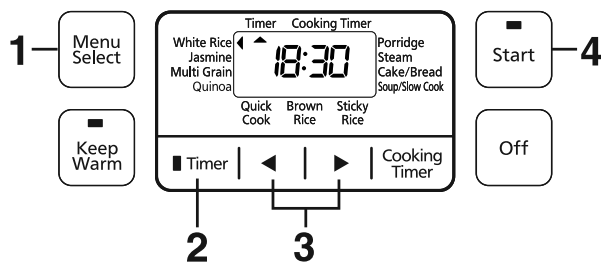 Timer Cooking Timer
1 Menu Select
White Rice
Jasmine
Multi Grain
Quinoa
18:30
Porridge
Steam
Cake/Bread
Soup/Slow Cook
Start 4
Quick Cook
Brown Rice
Sticky Rice
Keep Warm
Timer
Cooking Timer
Off
2
3